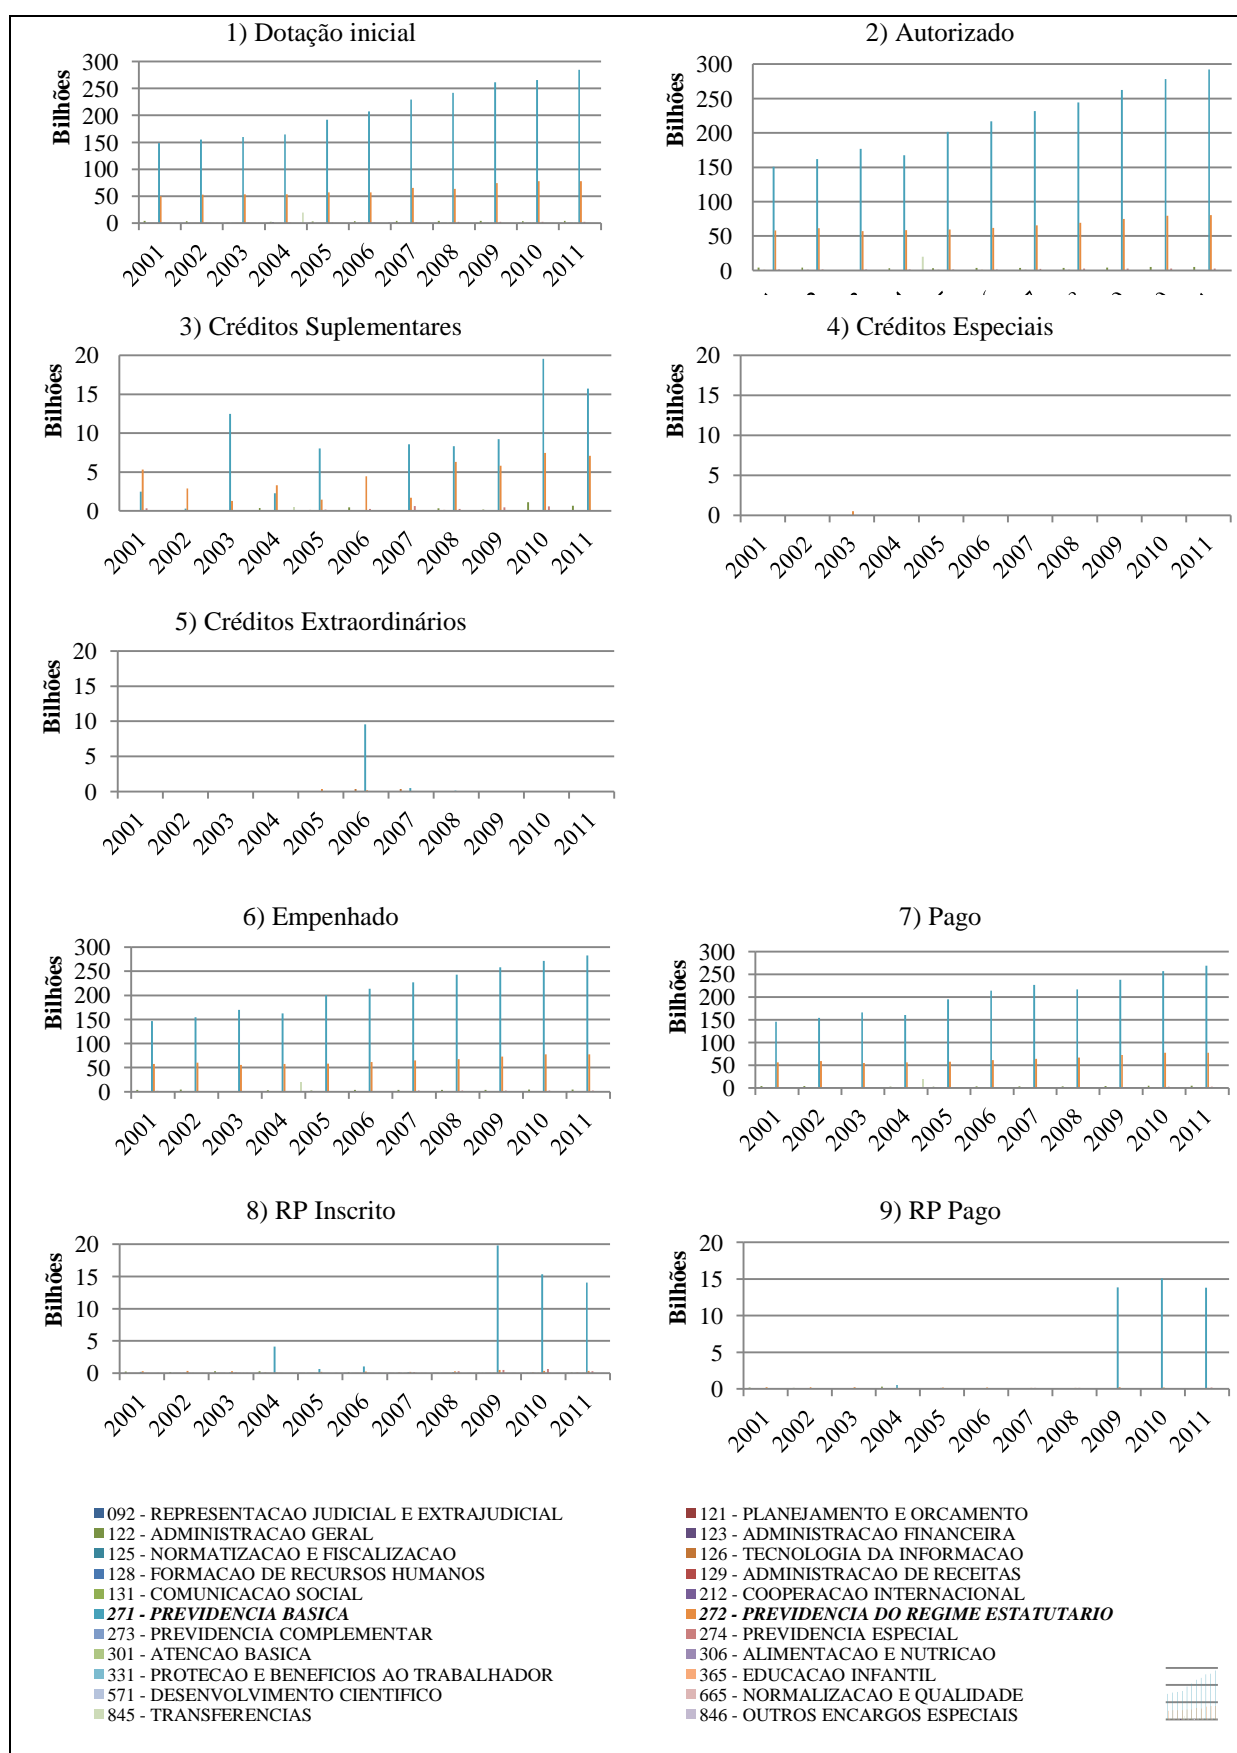 1) Dotação inicial
Bilhões
300
250
200
150
100
50
0
2001 2002 2003 2004 2005 2006 2007 2008 2009 2010 2011
2) Autorizado
Bilhões
300
250
200
150
100
50
0
3) Créditos Suplementares
Bilhões
20
15
10
5
0
2001 2002 2003 2004 2005 2006 2007 2008 2009 2010 2011
4) Créditos Especiais
Bilhões
20
15
10
5
0
2001 2002 2003 2004 2005 2006 2007 2008 2009 2010 2011
5) Créditos Extraordinários
Bilhões
20
15
10
5
0
2001 2002 2003 2004 2005 2006 2007 2008 2009 2010 2011
6) Empenhado
Bilhões
300
250
200
150
100
50
0
2001 2002 2003 2004 2005 2006 2007 2008 2009 2010 2011
7) Pago
Bilhões
300
250
200
150
100
50
0
2001 2002 2003 2004 2005 2006 2007 2008 2009 2010 2011
8) RP Inscrito
Bilhões
20
15
10
5
0
2001 2002 2003 2004 2005 2006 2007 2008 2009 2010 2011
9) RP Pago
Bilhões
20
15
10
5
0
2001 2002 2003 2004 2005 2006 2007 2008 2009 2010 2011
092 - REPRESENTACAO JUDICIAL E EXTRAJUDICIAL
121 - PLANEJAMENTO E ORCAMENTO
122 - ADMINISTRACAO GERAL
123 - ADMINISTRACAO FINANCEIRA
125 - NORMATIZACAO E FISCALIZACAO
126 - TECNOLOGIA DA INFORMACAO
128 - FORMACAO DE RECURSOS HUMANOS
129 - ADMINISTRACAO DE RECEITAS
131 - COMUNICACAO SOCIAL
212 - COOPERACAO INTERNACIONAL
271 - PREVIDENCIA BASICA
272 - PREVIDENCIA DO REGIME ESTATUTARIO
273 - PREVIDENCIA COMPLEMENTAR
274 - PREVIDENCIA ESPECIAL
301 - ATENCAO BASICA
306 - ALIMENTACAO E NUTRICAO
331 - PROTECAO E BENEFICIOS AO TRABALHADOR
365 - EDUCACAO INFANTIL
571 - DESENVOLVIMENTO CIENTIFICO
665 - NORMALIZACAO E QUALIDADE
845 - TRANSFERENCIAS
846 - OUTROS ENCARGOS ESPECIAIS